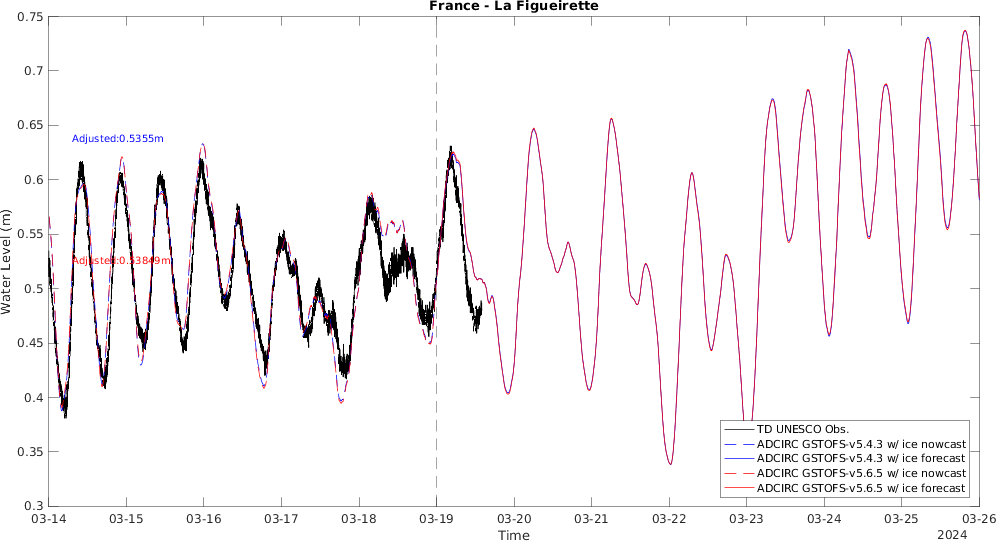 France - La Figueirette
Water Level (m)
0.75
0.7
0.65
0.6
0.55
0.5
0.45
0.4
0.35
0.3
Adjusted:0.5355m
Adjusted:0.53849m
TD UNESCO Obs.
ADCIRC GSTOFS-v5.4.3 w/ ice nowcast
ADCIRC GSTOFS-v5.4.3 w/ ice forecast
ADCIRC GSTOFS-v5.6.5 w/ ice nowcast
ADCIRC GSTOFS-v5.6.5 w/ ice forecast
03-14 03-15 03-16 03-17 03-18 03-19 03-20 03-21 03-22 03-23 03-24 03-25 03-26
Time
2024